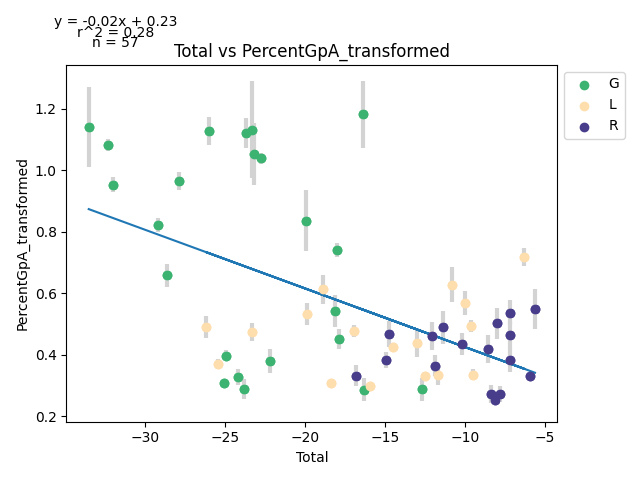 y = -0.02x + 0.23
r^2 = 0.28
n = 57
Total vs PercentGpA_transformed
G
L
R
PercentGpA_transformed
1.2
1.0
0.8
0.6
0.4
0.2
−30 −25 −20 −15 −10 −5
Total